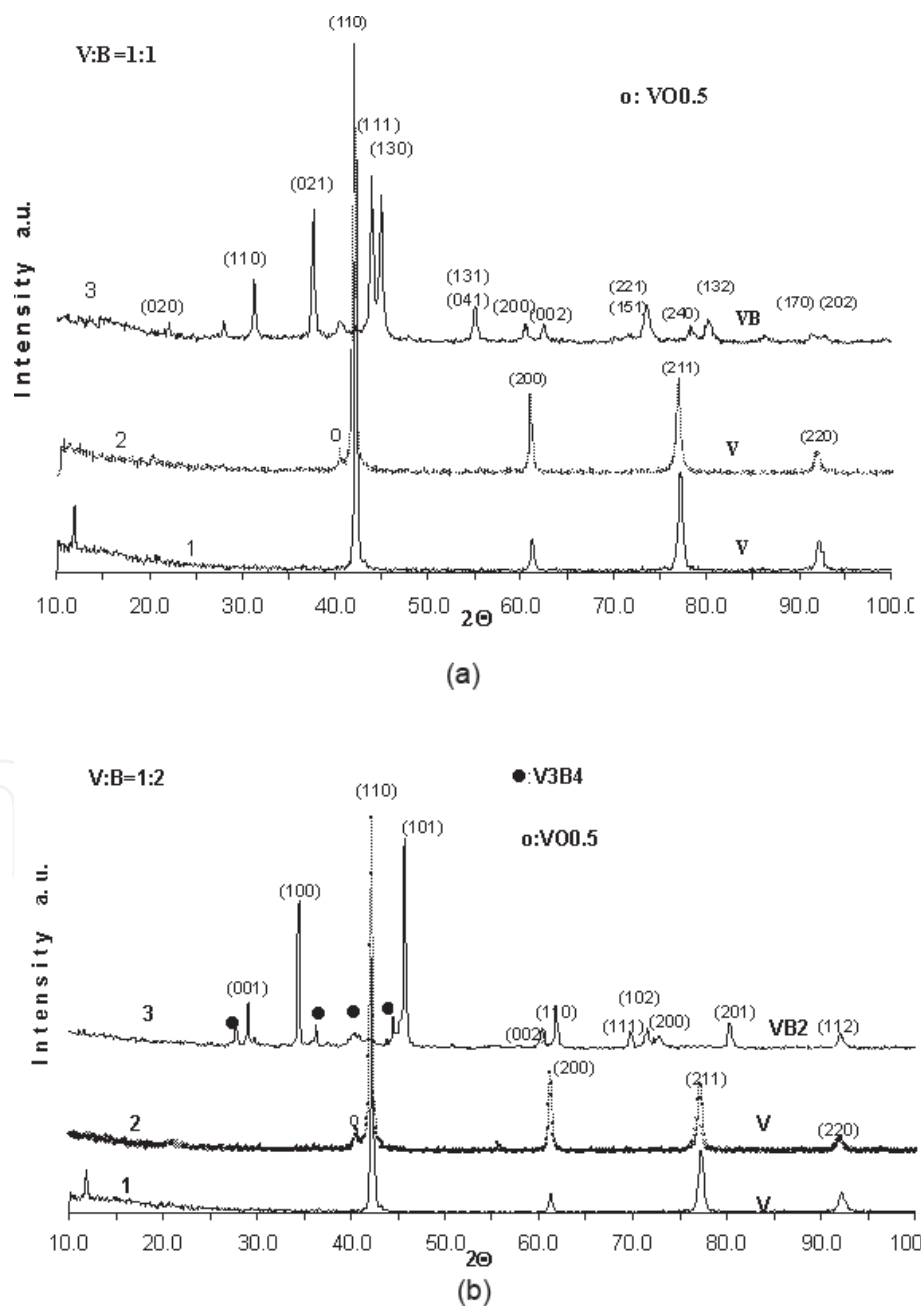 (110)
V:B=1:1
o: VO0.5
(111)
(130)
(021)
(110)
(131)
(221)
3
(020)
(041)
(200)
(002)
(151)
(240)
(132)
(170) (202)
VB
(200)
(211)
2
0
V
(220)
1
V
Intensity a.u.
10.0 20.0 30.0 40.0 50.0 60.0 70.0 80.0 90.0 100.0
2Θ
(a)
V:B=1:2
●:V3B4
(110)
o:VO0.5
(101)
(100)
(001)
(110)
(102)
3
(002)
(111)
(200)
(201)
VB2
(112)
(200)
(211)
2
0
V
(220)
1
V
Intensity a.u.
10.0 20.0 30.0 40.0 50.0 60.0 70.0 80.0 90.0 100
2Θ
(b)